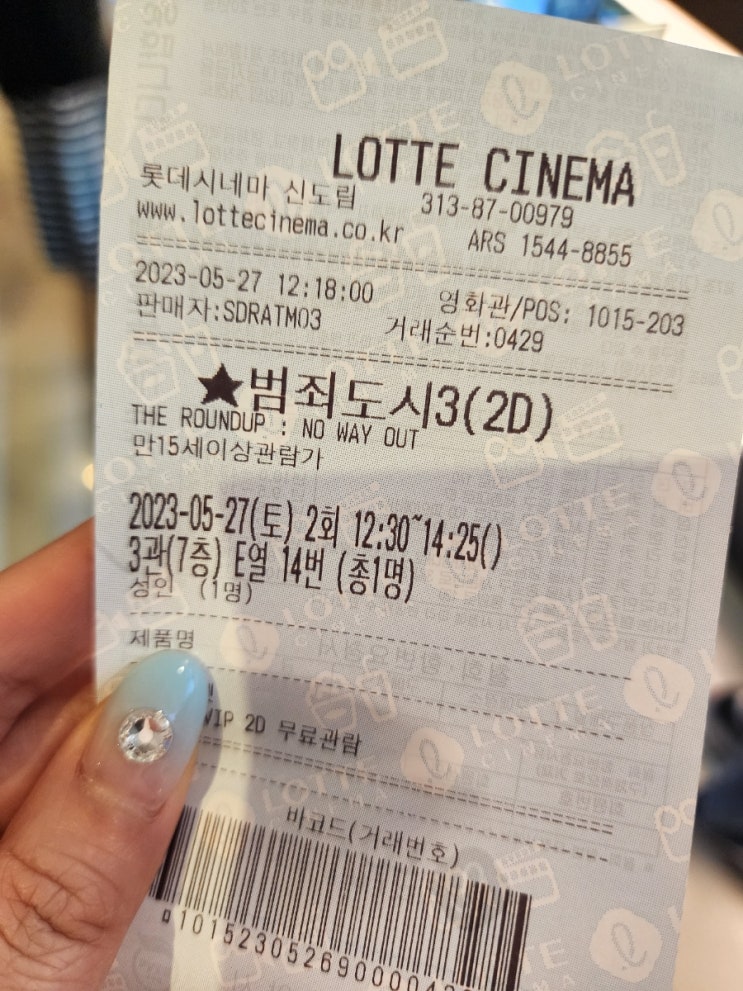 LOTTE CINEMA
롯데시네마 신도림 313-87-00979
www.lottecinema.co.kr ARS 1544-8855
2023-05-27 12:18:00 영화관/POS: 1015-203
판매자:SDRATM03 거래순번:0429
★범죄도시3(2D)
THE ROUNDUP : NO WAY OUT
만15세이상관람가
2023-05-27(토) 2회 12:30~14:25()
3관(7층) E열 14번 (총1명)
성인 (1명)
제품명
VIP 2D 무료관람
바코드(거래번호)